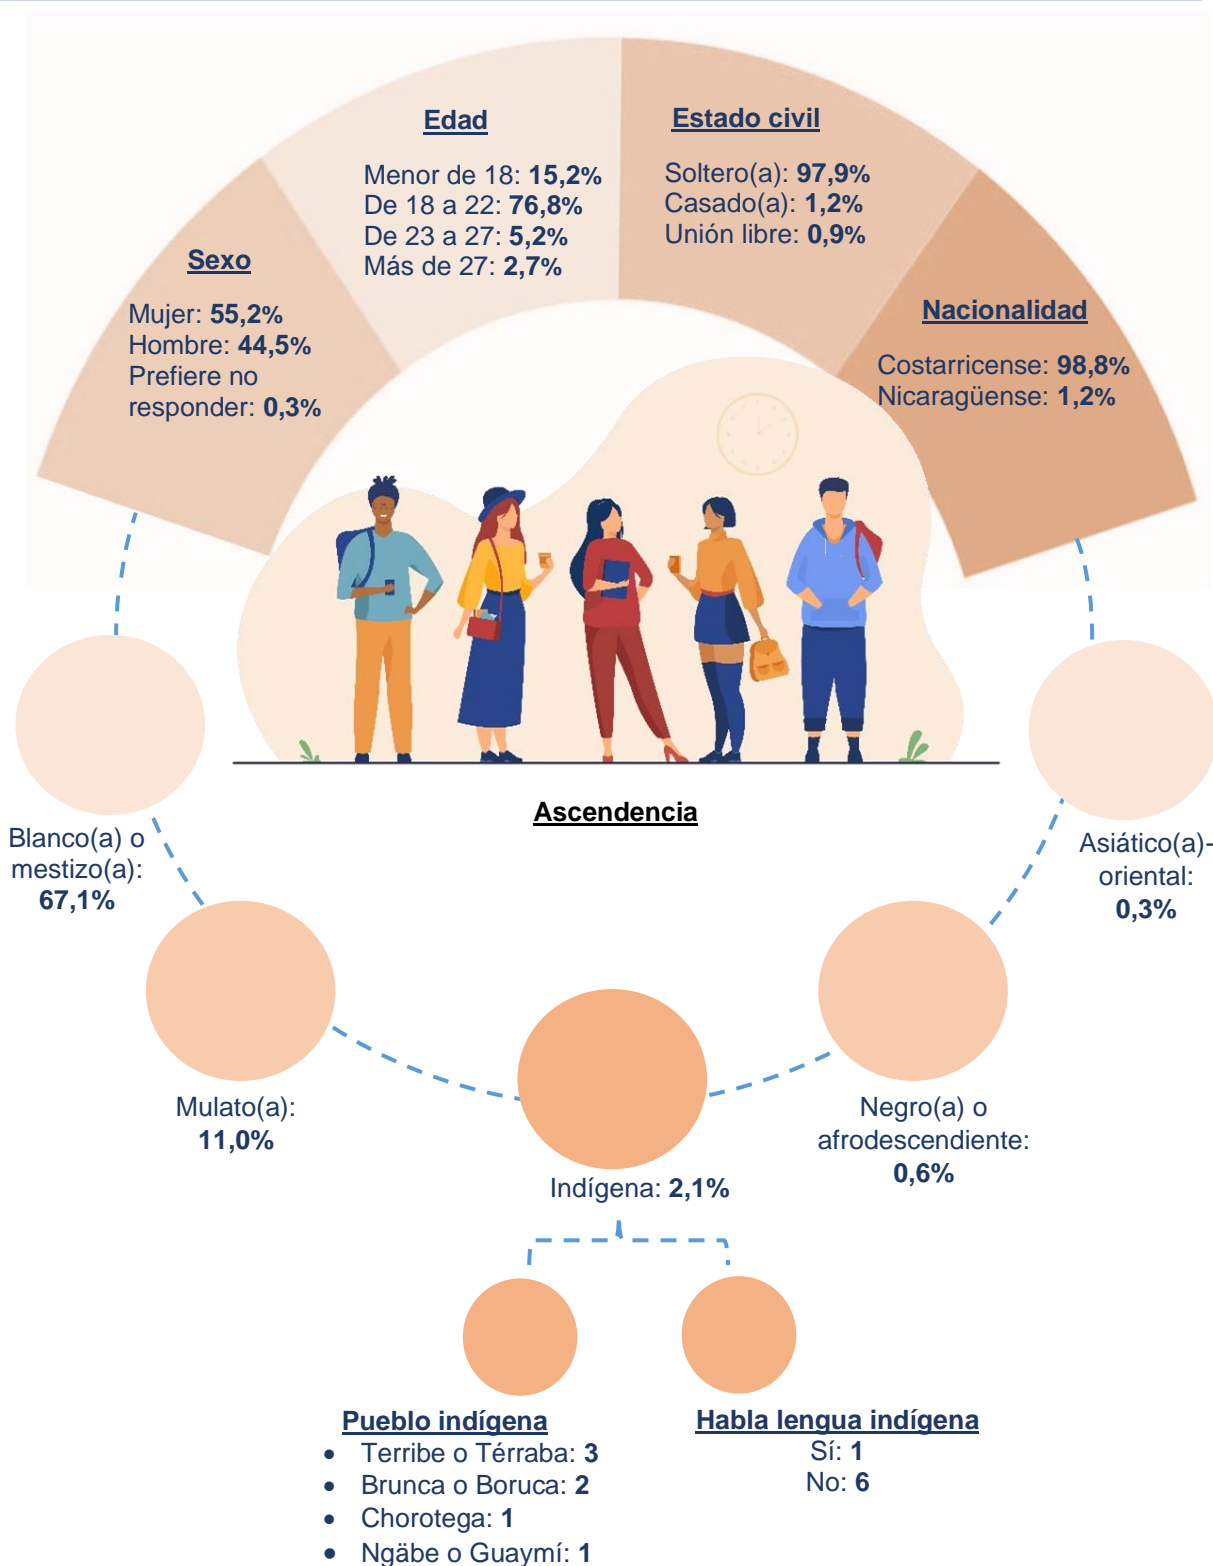 Edad
Menor de 18: 15,2%
De 18 a 22: 76,8%
De 23 a 27: 5,2%
Más de 27: 2,7%
Estado civil
Soltero(a): 97,9%
Casado(a): 1,2%
Unión libre: 0,9%
Sexo
Mujer: 55,2%
Hombre: 44,5%
Prefiere no
responder: 0,3%
Nacionalidad
Costarricense: 98,8%
Nicaragüense: 1,2%
Ascendencia
Blanco(a) o
mestizo(a):
67,1%
Asiático(a)-
oriental:
0,3%
Mulato(a):
11,0%
Negro(a) o
afrodescendiente:
0,6%
Indígena: 2,1%
Pueblo indígena
• Terribe o Térraba: 3
• Brunca o Boruca: 2
• Chorotega: 1
• Ngäbe o Guaymí: 1
Habla lengua indígena
Sí: 1
No: 6